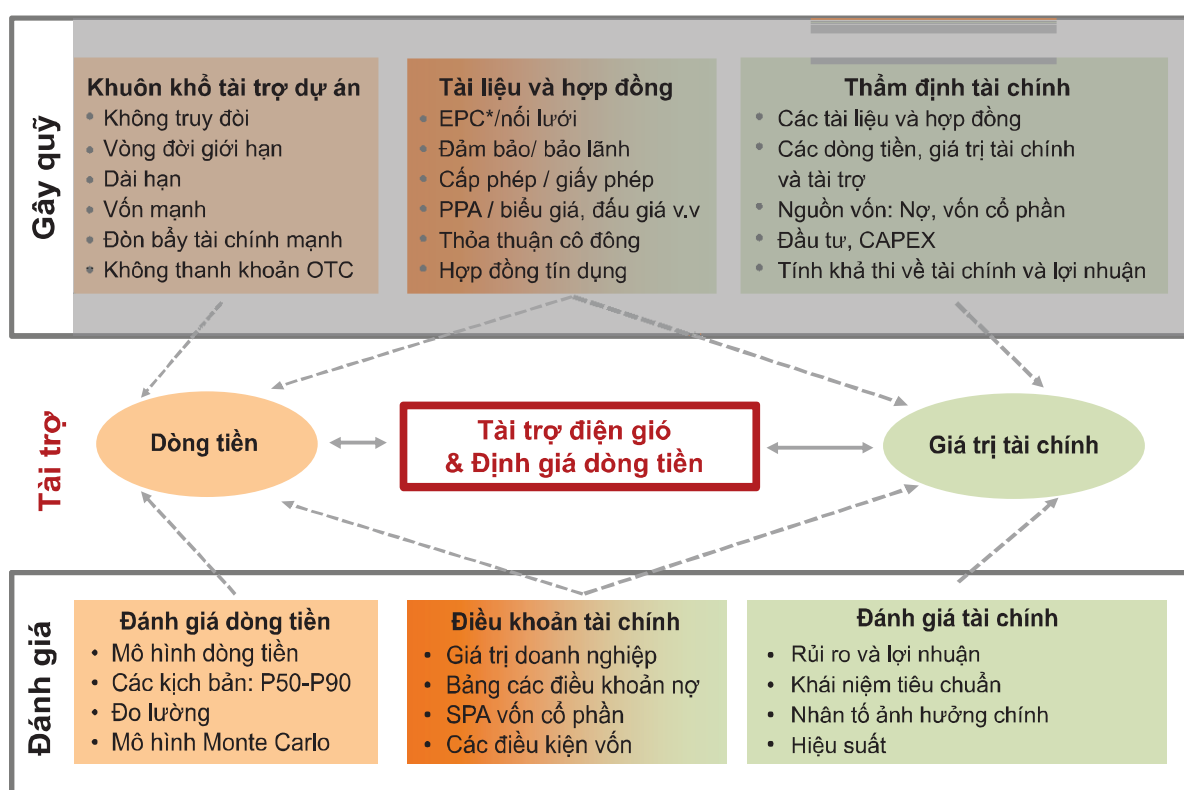 Gây quỹ
Khuôn khổ tài trợ dự án
• Không truy đòi
• Vòng đời giới hạn
• Dài hạn
• Vốn mạnh
• Đòn bẩy tài chính mạnh
• Không thanh khoản OTC
Tài liệu và hợp đồng
• EPC*/nối lưới
• Đảm bảo/ bảo lãnh
• Cấp phép / giấy phép
• PPA / biểu giá, đấu giá v.v
• Thỏa thuận cô đông
• Hợp đồng tín dụng
Thẩm định tài chính
• Các tài liệu và hợp đồng
• Các dòng tiền, giá trị tài chính
và tài trợ
• Nguồn vốn: Nợ, vốn cổ phần
• Đầu tư, CAPEX
• Tính khả thi về tài chính và lợi nhuận
Tài trợ
Dòng tiền
Tài trợ điện gió
& Định giá dòng tiền
Giá trị tài chính
Đánh giá
Đánh giá dòng tiền
• Mô hình dòng tiền
• Các kịch bản: P50-P90
• Đo lường
• Mô hình Monte Carlo
Điều khoản tài chính
• Giá trị doanh nghiệp
• Bảng các điều khoản nợ
• SPA vốn cổ phần
• Các điều kiện vốn
Đánh giá tài chính
• Rủi ro và lợi nhuận
• Khái niệm tiêu chuẩn
• Nhân tố ảnh hưởng chính
• Hiệu suất